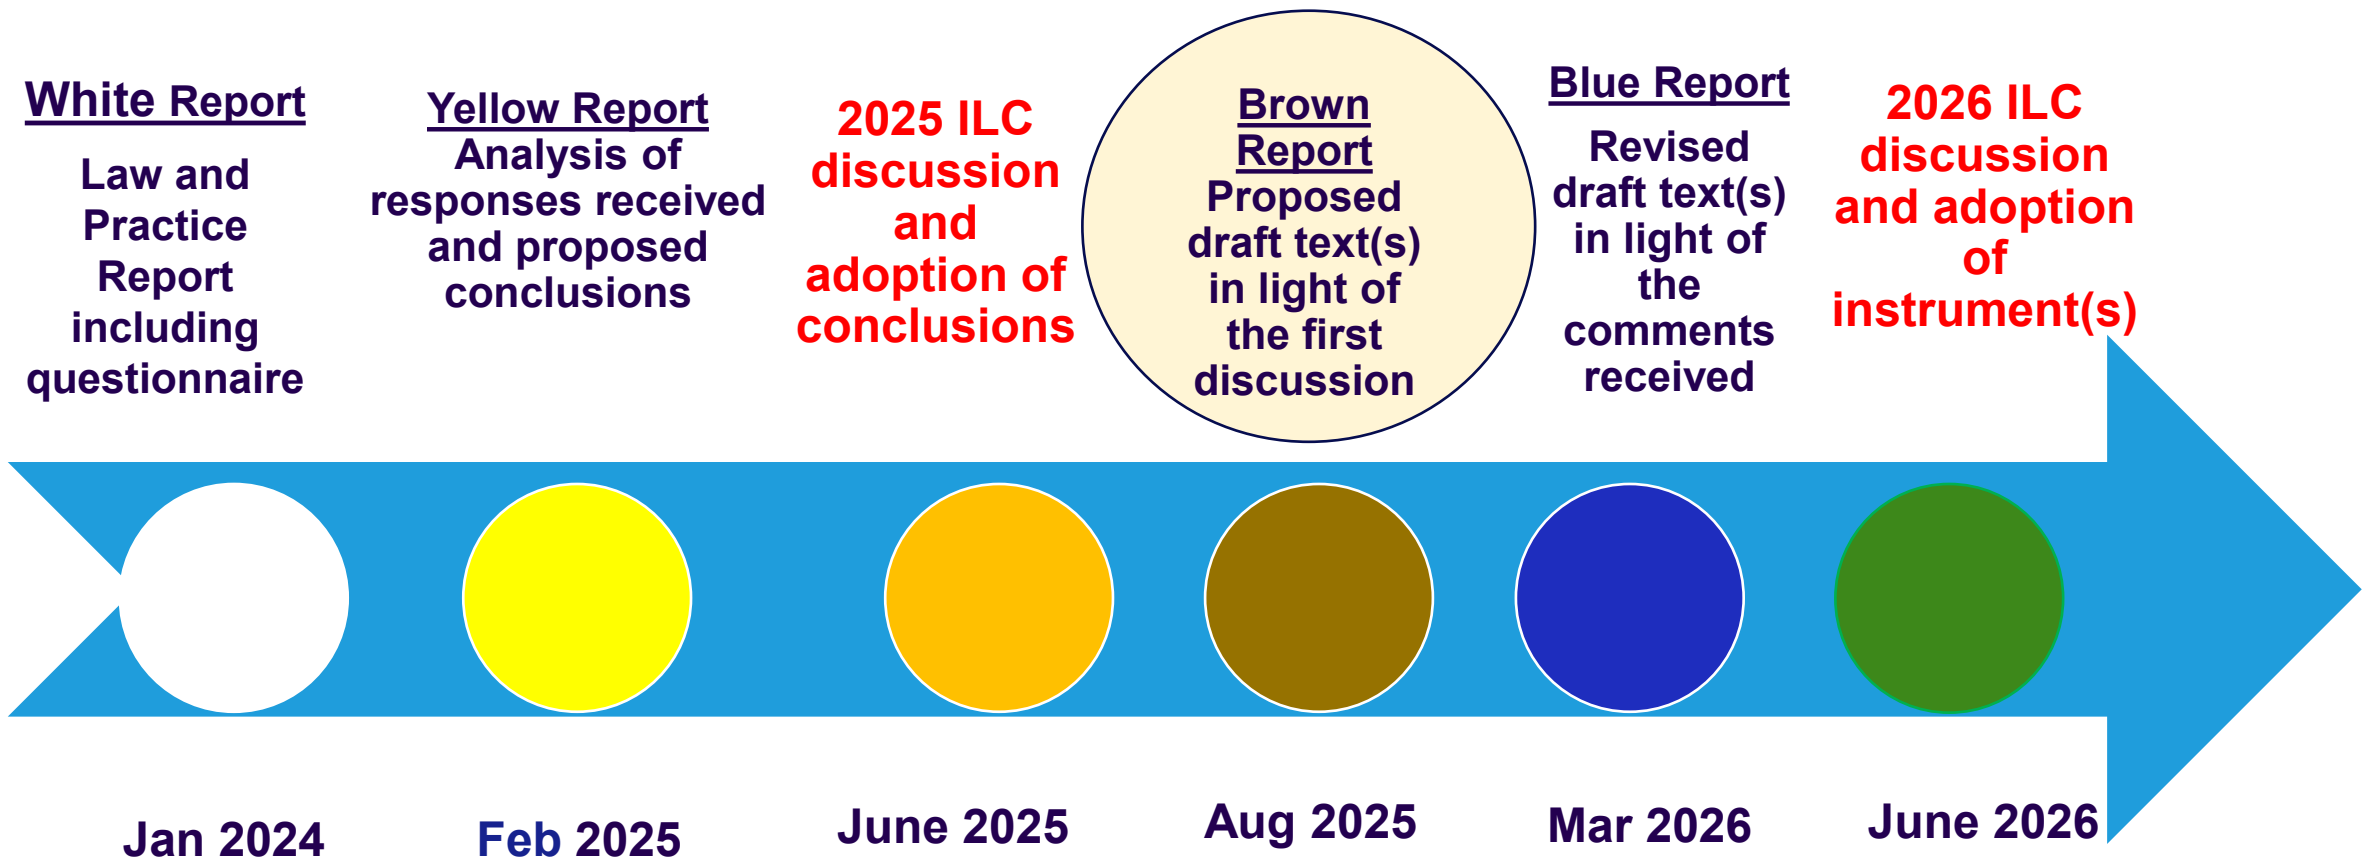 White Report
Law and
Practice
Report
including
questionnaire
Yellow Report
Analysis of
responses received
and proposed
conclusions
2025 ILC
discussion
and
adoption of
conclusions
Brown
Report
Proposed
draft text(s)
in light of
the first
discussion
Blue Report
Revised
draft text(s)
in light of
the
comments
received
2026 ILC
discussion
and adoption
of
instrument(s)
Jan 2024
Feb 2025
June 2025
Aug 2025
Mar 2026
June 2026